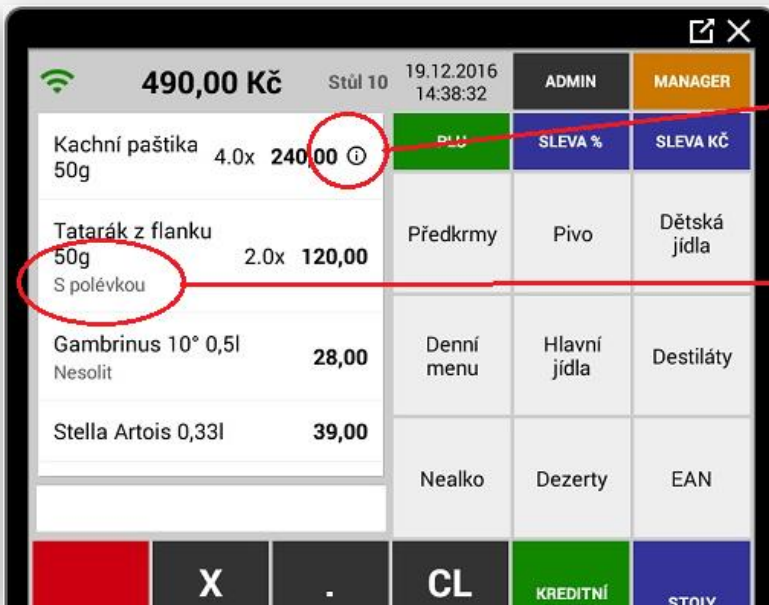 490,00 Kč Stůl 10 19.12.2016 ADMIN MANAGER
14:38:32
Kachní paštika 4.0x 240,00
50g
PLU SLEVA % SLEVA KČ
Tatarák z flanku
50g 2.0x 120,00
S polévkou
Předkrmy Pivo Dětská
jídla
Gambrinus 10° 0,5l 28,00
Nesolit
Denní Hlavní Destiláty
menu jídla
Stella Artois 0,33l 39,00
Nealko Dezerty EAN
X . CL KREDITNÍ STOLY